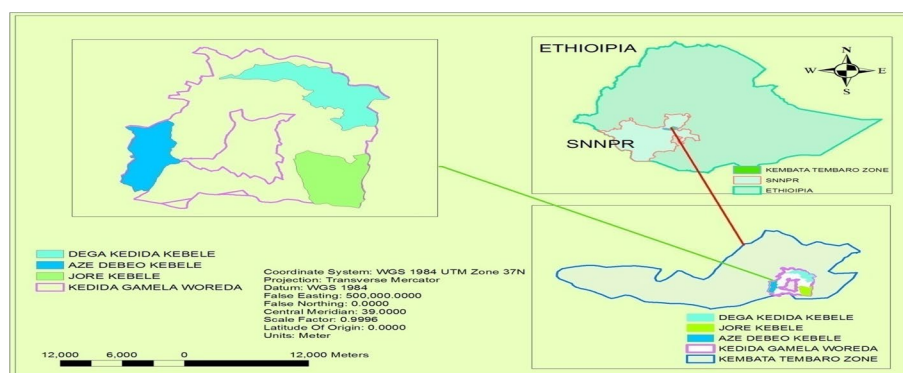 ETHIOIPIA
N
W E
S
SNNPR
KEMBATA TEMBARO ZONE
SNNPR
ETHIOIPIA
DEGA KEDIDA KEBELE
AZE DEBEO KEBELE
JORE KEBELE
KEDIDA GAMELA WOREDA
Coordinate System: WGS 1984 UTM Zone 37N
Projection: Transverse Mercator
Datum: WGS 1984
False Easting: 500,000.0000
False Northing: 0.0000
Central Meridian: 39.0000
Scale Factor: 0.9996
Latitude Of Origin: 0.0000
Units: Meter
12,000 6,000 0 12,000 Meters
DEGA KEDIDA KEBELE
JORE KEBELE
AZE DEBEO KEBELE
KEDIDA GAMELA WOREDA
KEMBATA TEMBARO ZONE